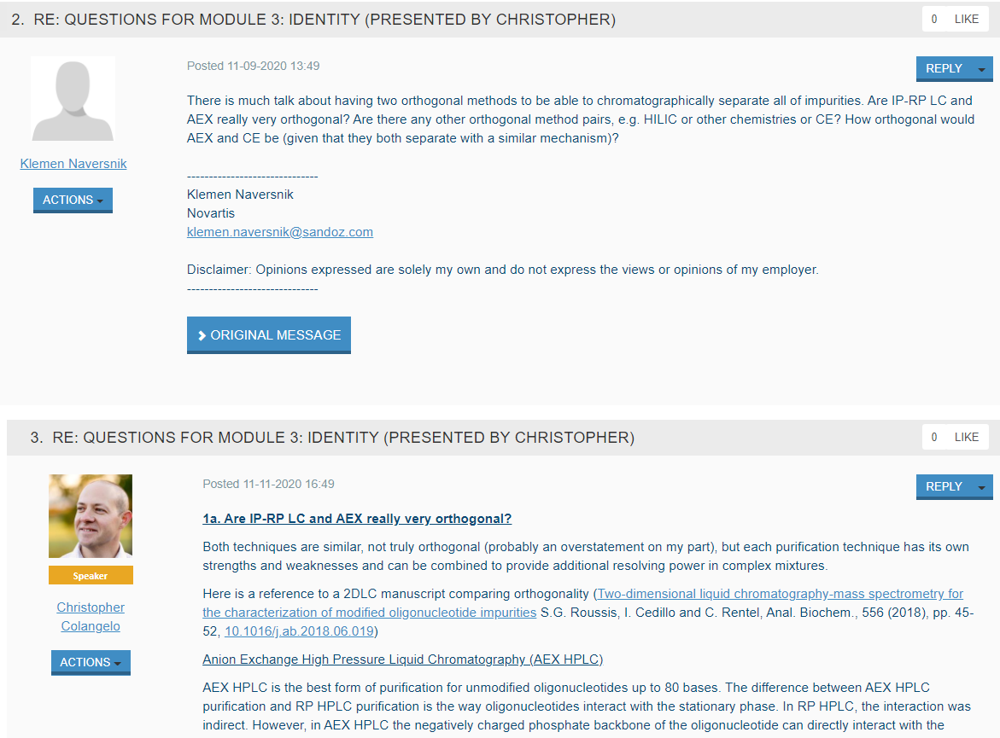 2. RE: QUESTIONS FOR MODULE 3: IDENTITY (PRESENTED BY CHRISTOPHER)
0 LIKE
Posted 11-09-2020 13:49
REPLY
There is much talk about having two orthogonal methods to be able to chromatographically separate all of impurities. Are IP-RP LC and
AEX really very orthogonal? Are there any other orthogonal method pairs, e.g. HILIC or other chemistries or CE? How orthogonal would
AEX and CE be (given that they both separate with a similar mechanism)?
Klemen Naversnik
ACTIONS
------------------------------
Klemen Naversnik
Novartis
klemen.naversnik@sandoz.com
Disclaimer: Opinions expressed are solely my own and do not express the views or opinions of my employer.
------------------------------
ORIGINAL MESSAGE
3. RE: QUESTIONS FOR MODULE 3: IDENTITY (PRESENTED BY CHRISTOPHER)
0 LIKE
Posted 11-11-2020 16:49
REPLY
Speaker
Christopher
Colangelo
ACTIONS
1a. Are IP-RP LC and AEX really very orthogonal?
Both techniques are similar, not truly orthogonal (probably an overstatement on my part), but each purification technique has its own
strengths and weaknesses and can be combined to provide additional resolving power in complex mixtures.
Here is a reference to a 2DLC manuscript comparing orthogonality (Two-dimensional liquid chromatography-mass spectrometry for
the characterization of modified oligonucleotide impurities S.G. Roussis, I. Cedillo and C. Rentel, Anal. Biochem., 556 (2018), pp. 45-
52, 10.1016/j.ab.2018.06.019)
Anion Exchange High Pressure Liquid Chromatography (AEX HPLC)
AEX HPLC is the best form of purification for unmodified oligonucleotides up to 80 bases. The difference between AEX HPLC
purification and RP HPLC purification is the way oligonucleotides interact with the stationary phase. In RP HPLC, the interaction was
indirect. However, in AEX HPLC the negatively charged phosphate backbone of the oligonucleotide can directly interact with the